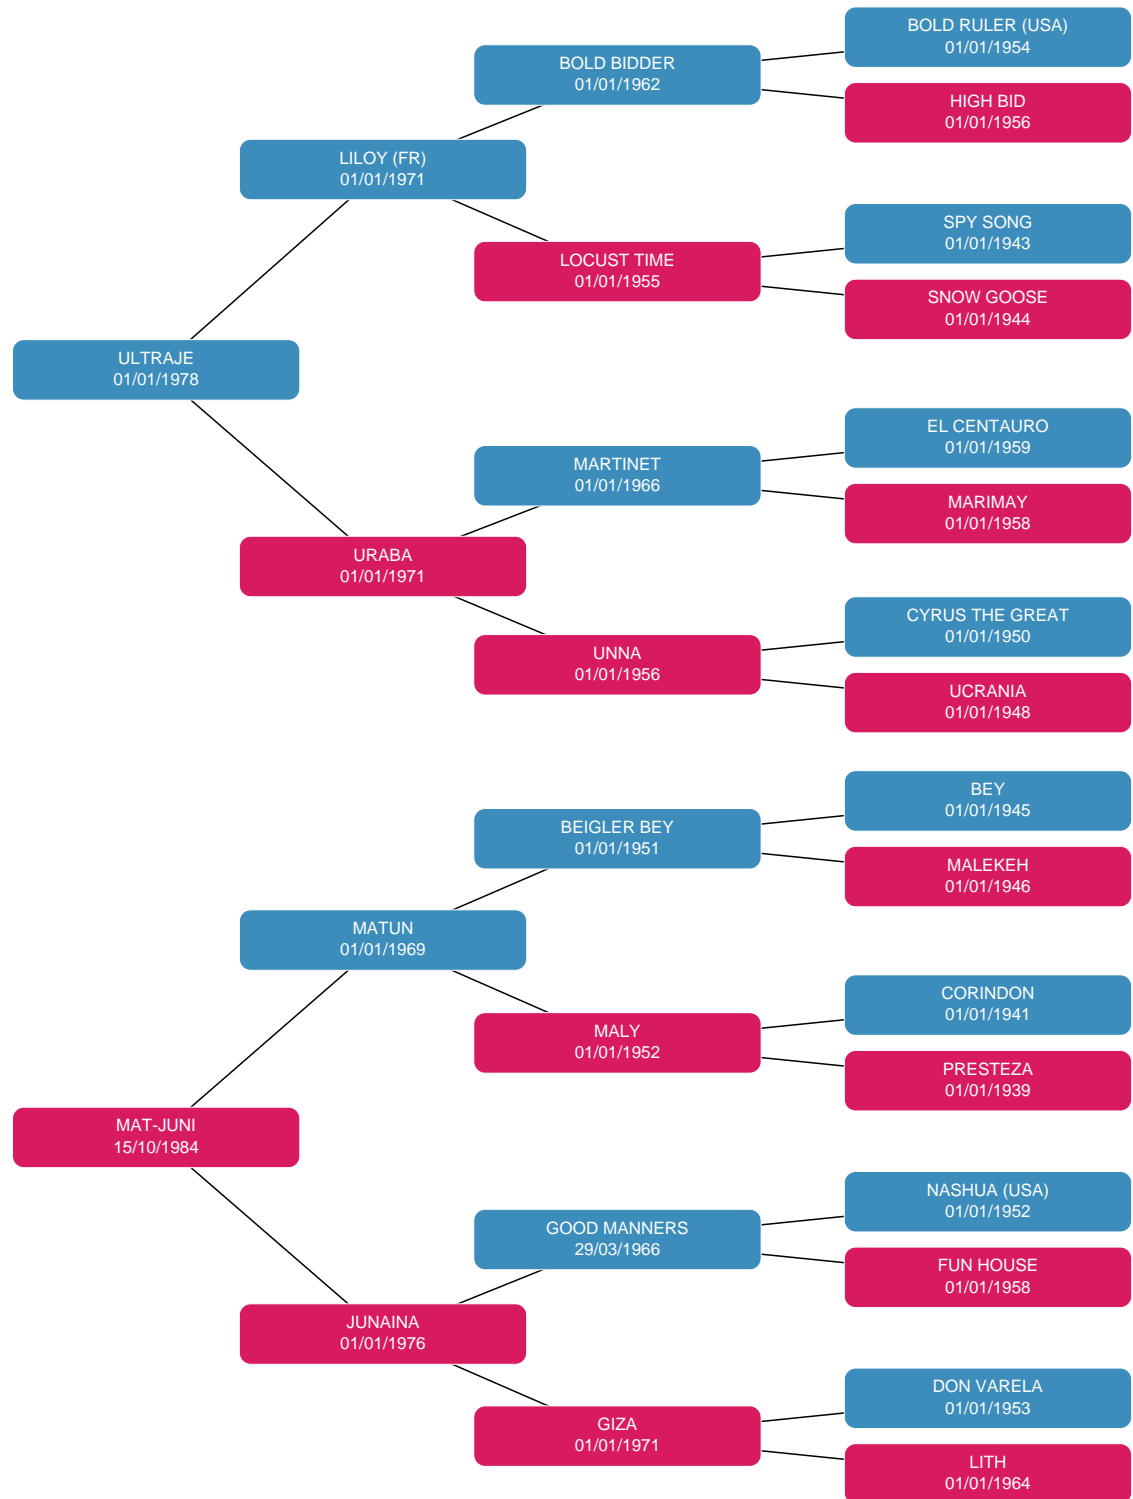 BOLD RULER (USA)
01/01/1954
BOLD BIDDER
01/01/1962
HIGH BID
01/01/1956
LILOY (FR)
01/01/1971
SPY SONG
01/01/1943
LOCUST TIME
01/01/1955
SNOW GOOSE
01/01/1944
ULTRAJE
01/01/1978
EL CENTAURO
01/01/1959
MARTINET
01/01/1966
MARIMAY
01/01/1958
URABA
01/01/1971
CYRUS THE GREAT
01/01/1950
UNNA
01/01/1956
UCRANIA
01/01/1948
BEY
01/01/1945
BEIGLER BEY
01/01/1951
MALEKEH
01/01/1946
MATUN
01/01/1969
CORINDON
01/01/1941
MALY
01/01/1952
PRESTEZA
01/01/1939
MAT-JUNI
15/10/1984
NASHUA (USA)
01/01/1952
GOOD MANNERS
29/03/1966
FUN HOUSE
01/01/1958
JUNAINA
01/01/1976
DON VARELA
01/01/1953
GIZA
01/01/1971
LITH
01/01/1964